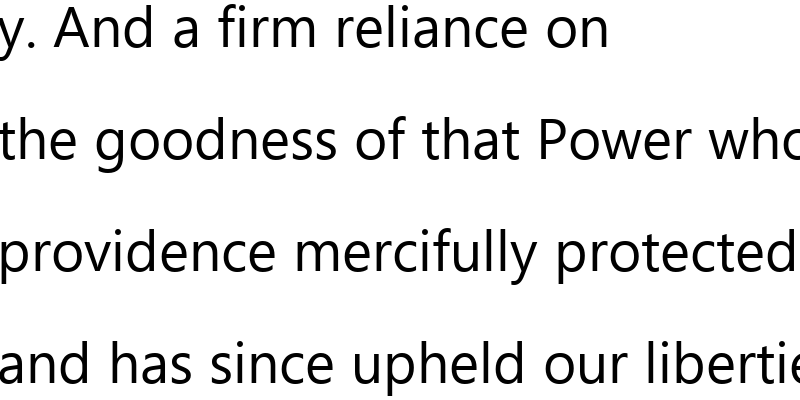 y. And a firm reliance on
the goodness of that Power who
providence mercifully protected
and has since upheld our libertie